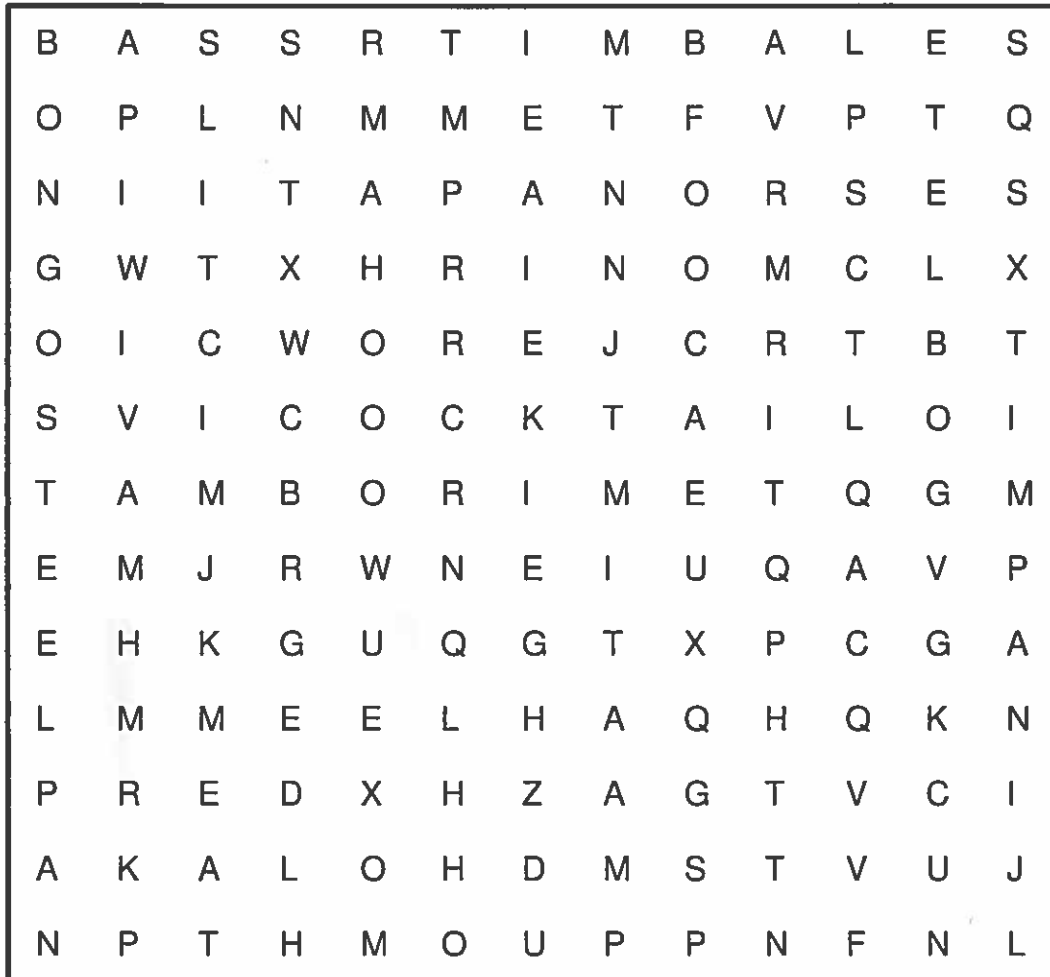 B A S S R T I M B A L E S
O P L N M M E T F V P T Q
N I I T A P A N O R S E S
G W T X H R I N O M C L X
O I C W O R E J C R T B T
S V I C O C K T A I L O I
T A M B O R I M E T Q G M
E M J R W N E I U Q A V P
E H K G U Q G T X P C G A
L M M E E L H A Q H Q K N
P R E D X H Z A G T V C I
A K A L O H D M S T V U J
N P T H M O U P P N F N L